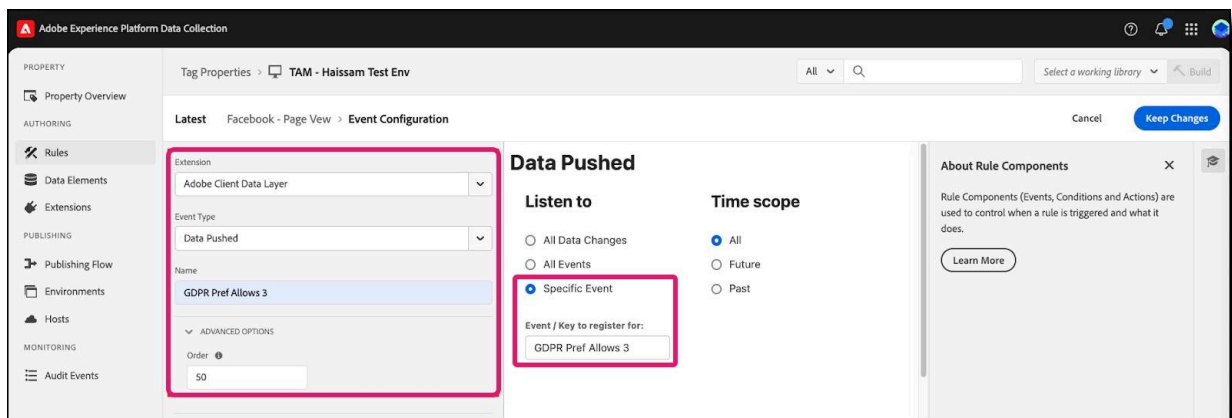 Adobe Experience Platform Data Collection
PROPERTY
Property Overview
AUTHORING
Rules
Data Elements
Extensions
PUBLISHING
Publishing Flow
Environments
Hosts
MONITORING
Audit Events
Tag Properties > TAM - Haissam Test Env
All
Select a working library
Build
Latest Facebook - Page Vew > Event Configuration
Cancel
Keep Changes
Extension
Adobe Client Data Layer
Event Type
Data Pushed
Name
GDPR Pref Allows 3
ADVANCED OPTIONS
Order
50
Data Pushed
Listen to
All Data Changes
All Events
Specific Event
Event / Key to register for:
GDPR Pref Allows 3
Time scope
All
Future
Past
About Rule Components
Rule Components (Events, Conditions and Actions) are
used to control when a rule is triggered and what it
does.
Learn More